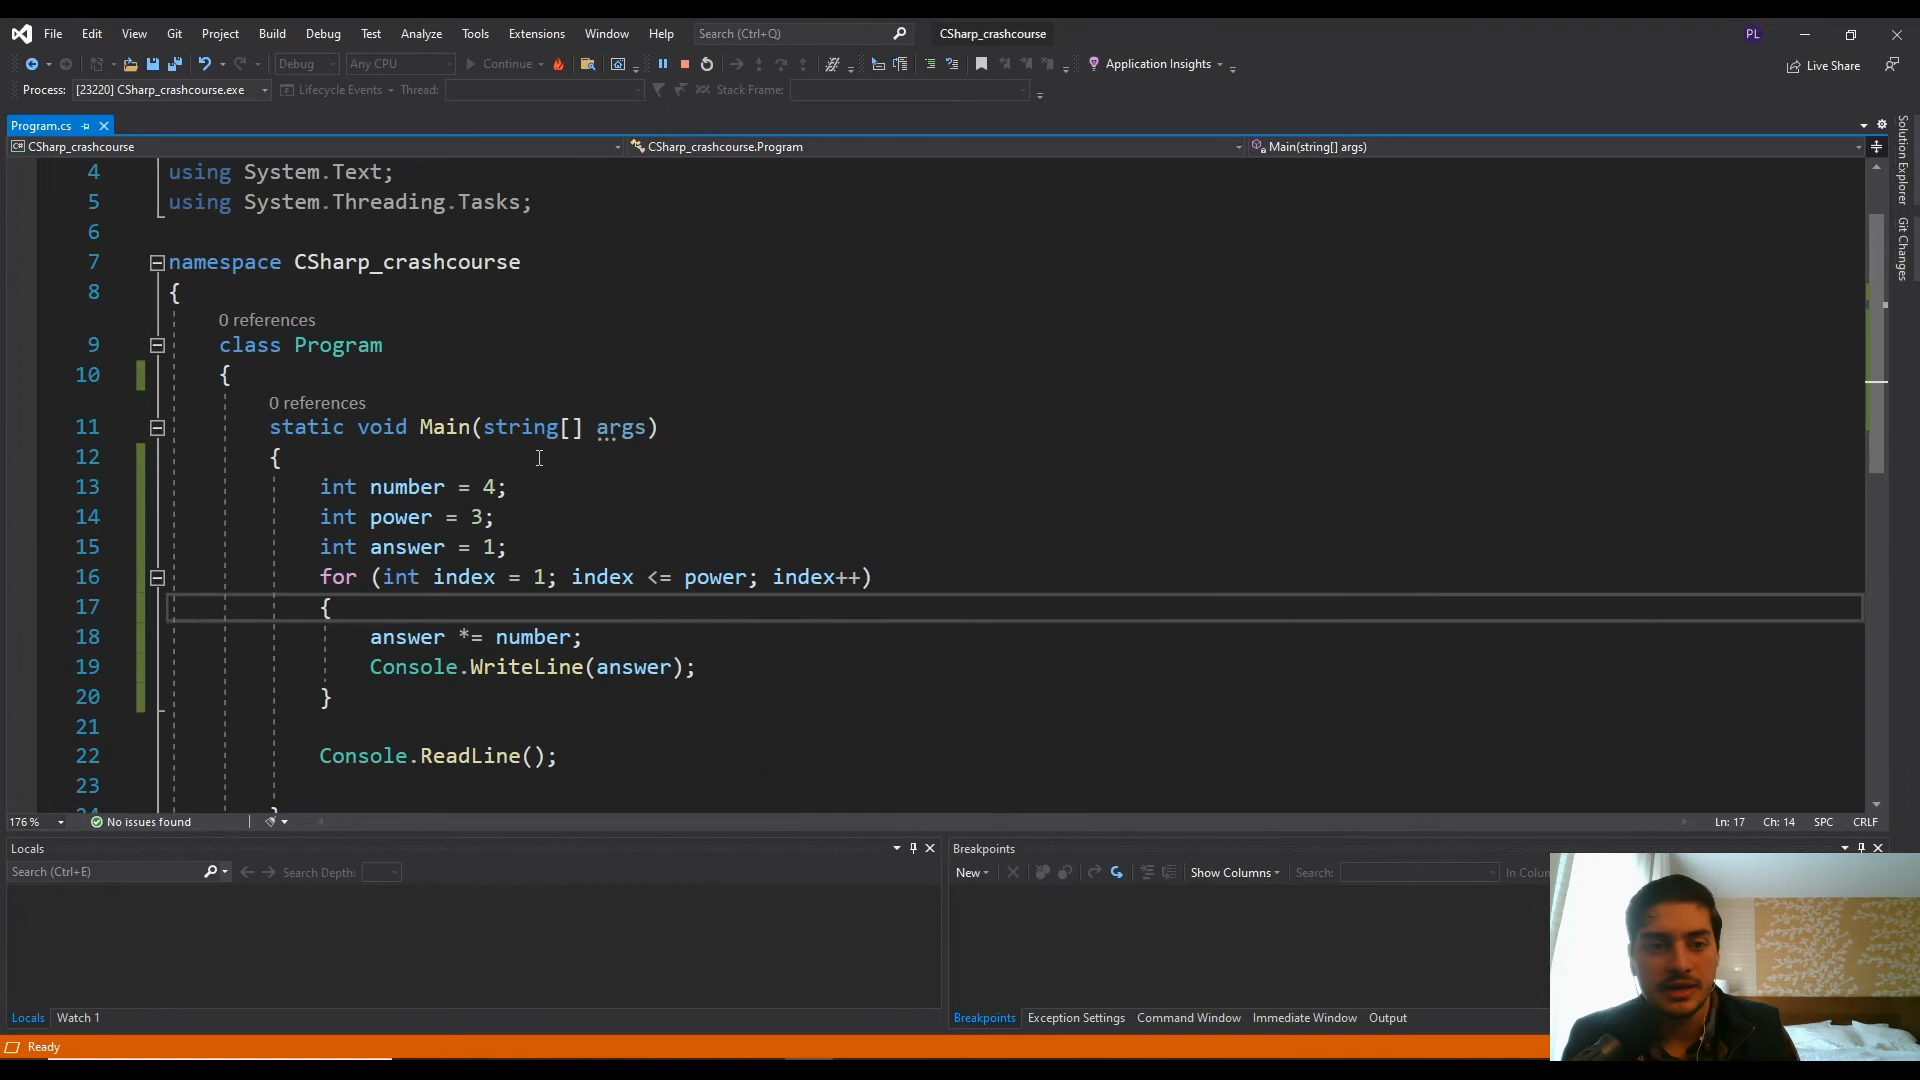 File Edit View Git Project Build Debug Test Analyze Tools Extensions Window Help Search (Ctrl+Q) CSharp_crashcourse PL
Debug Any CPU Continue Application Insights Live Share
Process: [23220] CSharp_crashcourse.exe Lifecycle Events Thread: Stack Frame:
Program.cs
CSharp_crashcourse CSharp_crashcourse.Program Main(string[] args)
Solution Explorer
Git Changes
4 using System.Text;
5 using System.Threading.Tasks;
6
7 namespace CSharp_crashcourse
8 {
0 references
9 class Program
10 {
0 references
11 static void Main(string[] args)
12 {
13 int number = 4;
14 int power = 3;
15 int answer = 1;
16 for (int index = 1; index <= power; index++)
17 {
18 answer *= number;
19 Console.WriteLine(answer);
20 }
21
22 Console.ReadLine();
23
24 }
176 % No issues found Ln: 17 Ch: 14 SPC CRLF
Locals Breakpoints
Search (Ctrl+E) Search Depth: New Show Columns Search: In Colum
Locals Watch 1 Breakpoints Exception Settings Command Window Immediate Window Output
Ready